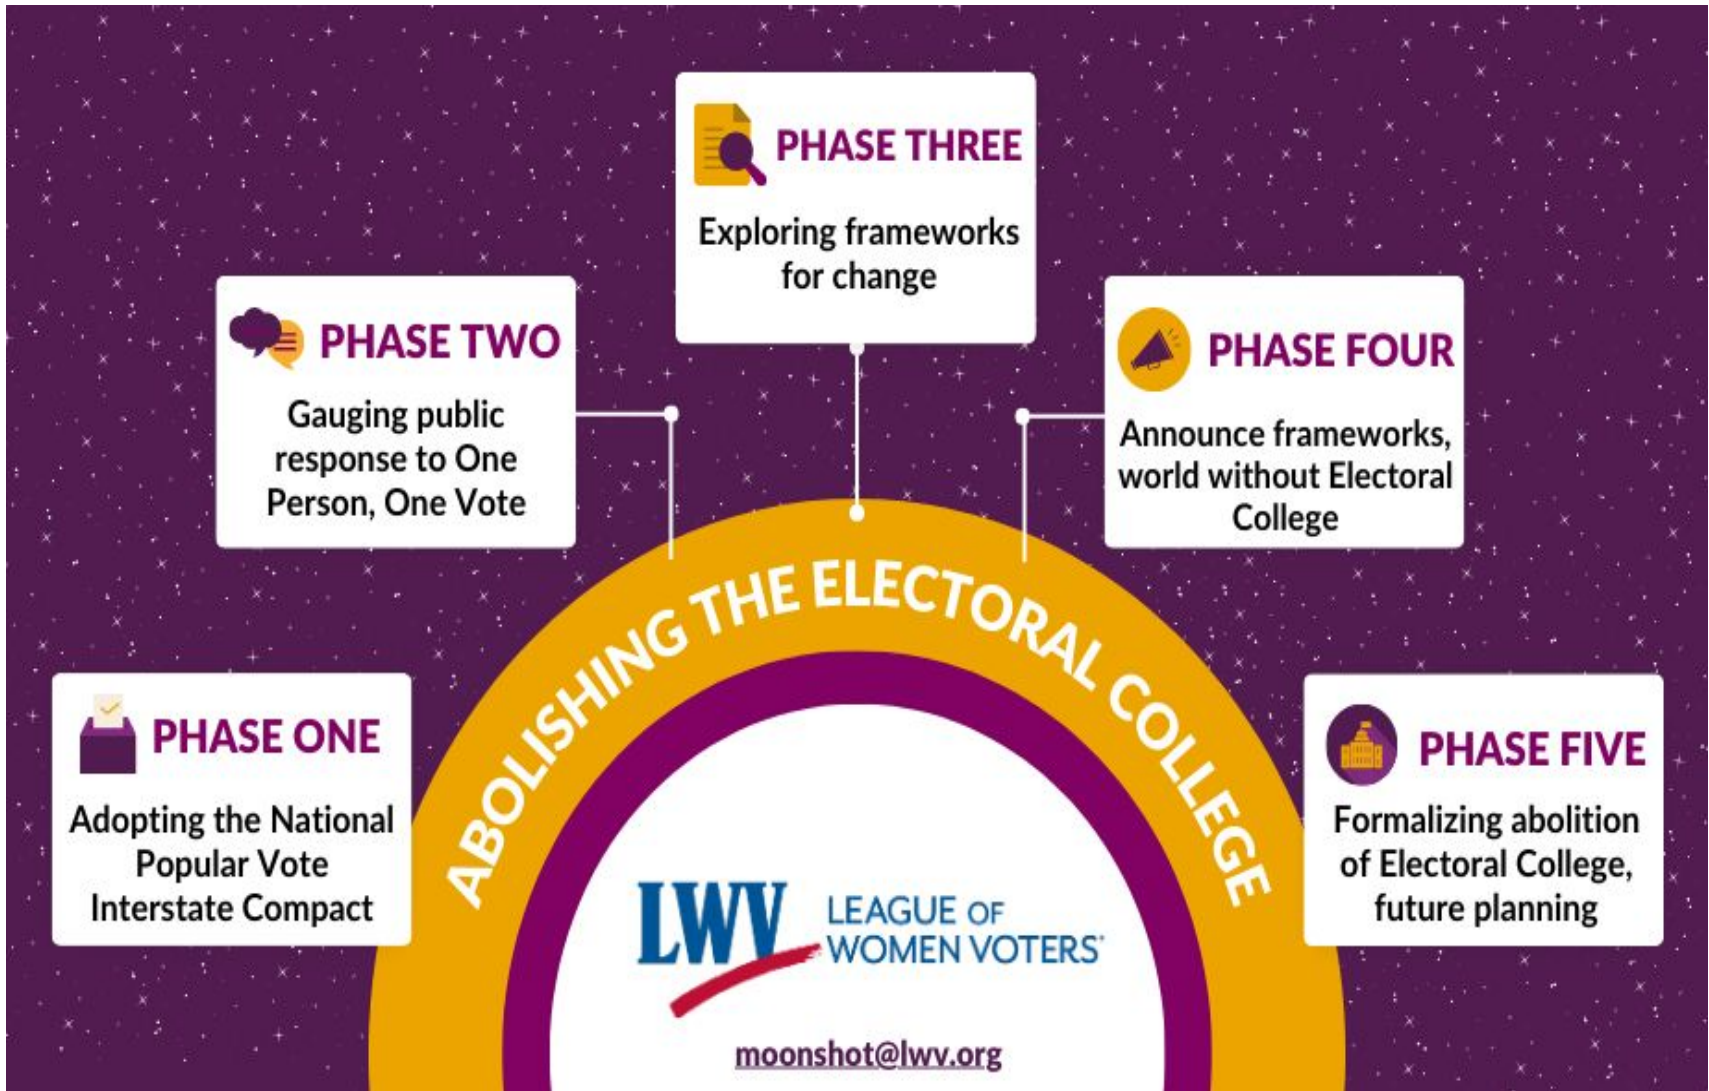 PHASE THREE
Exploring frameworks
for change
PHASE TWO
Gauging public
response to One
Person, One Vote
PHASE FOUR
Announce frameworks,
world without Electoral
College
ABOLISHING THE ELECTORAL COLLEGE
PHASE ONE
Adopting the National
Popular Vote
Interstate Compact
PHASE FIVE
Formalizing abolition
of Electoral College,
future planning
LWV
LEAGUE OF
WOMEN VOTERS®
moonshot@lwv.org